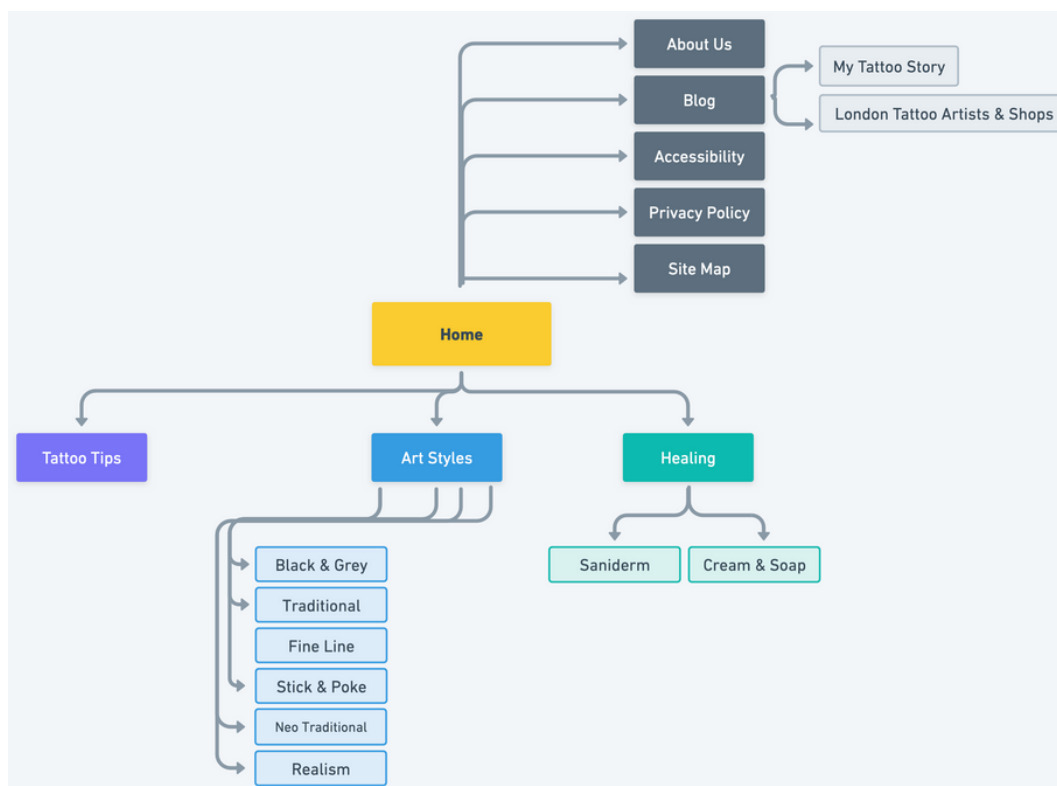 About Us
My Tattoo Story
Blog
London Tattoo Artists & Shops
Accessibility
Privacy Policy
Site Map
Home
Tattoo Tips
Art Styles
Healing
Black & Grey
Saniderm
Cream & Soap
Traditional
Fine Line
Stick & Poke
Neo Traditional
Realism